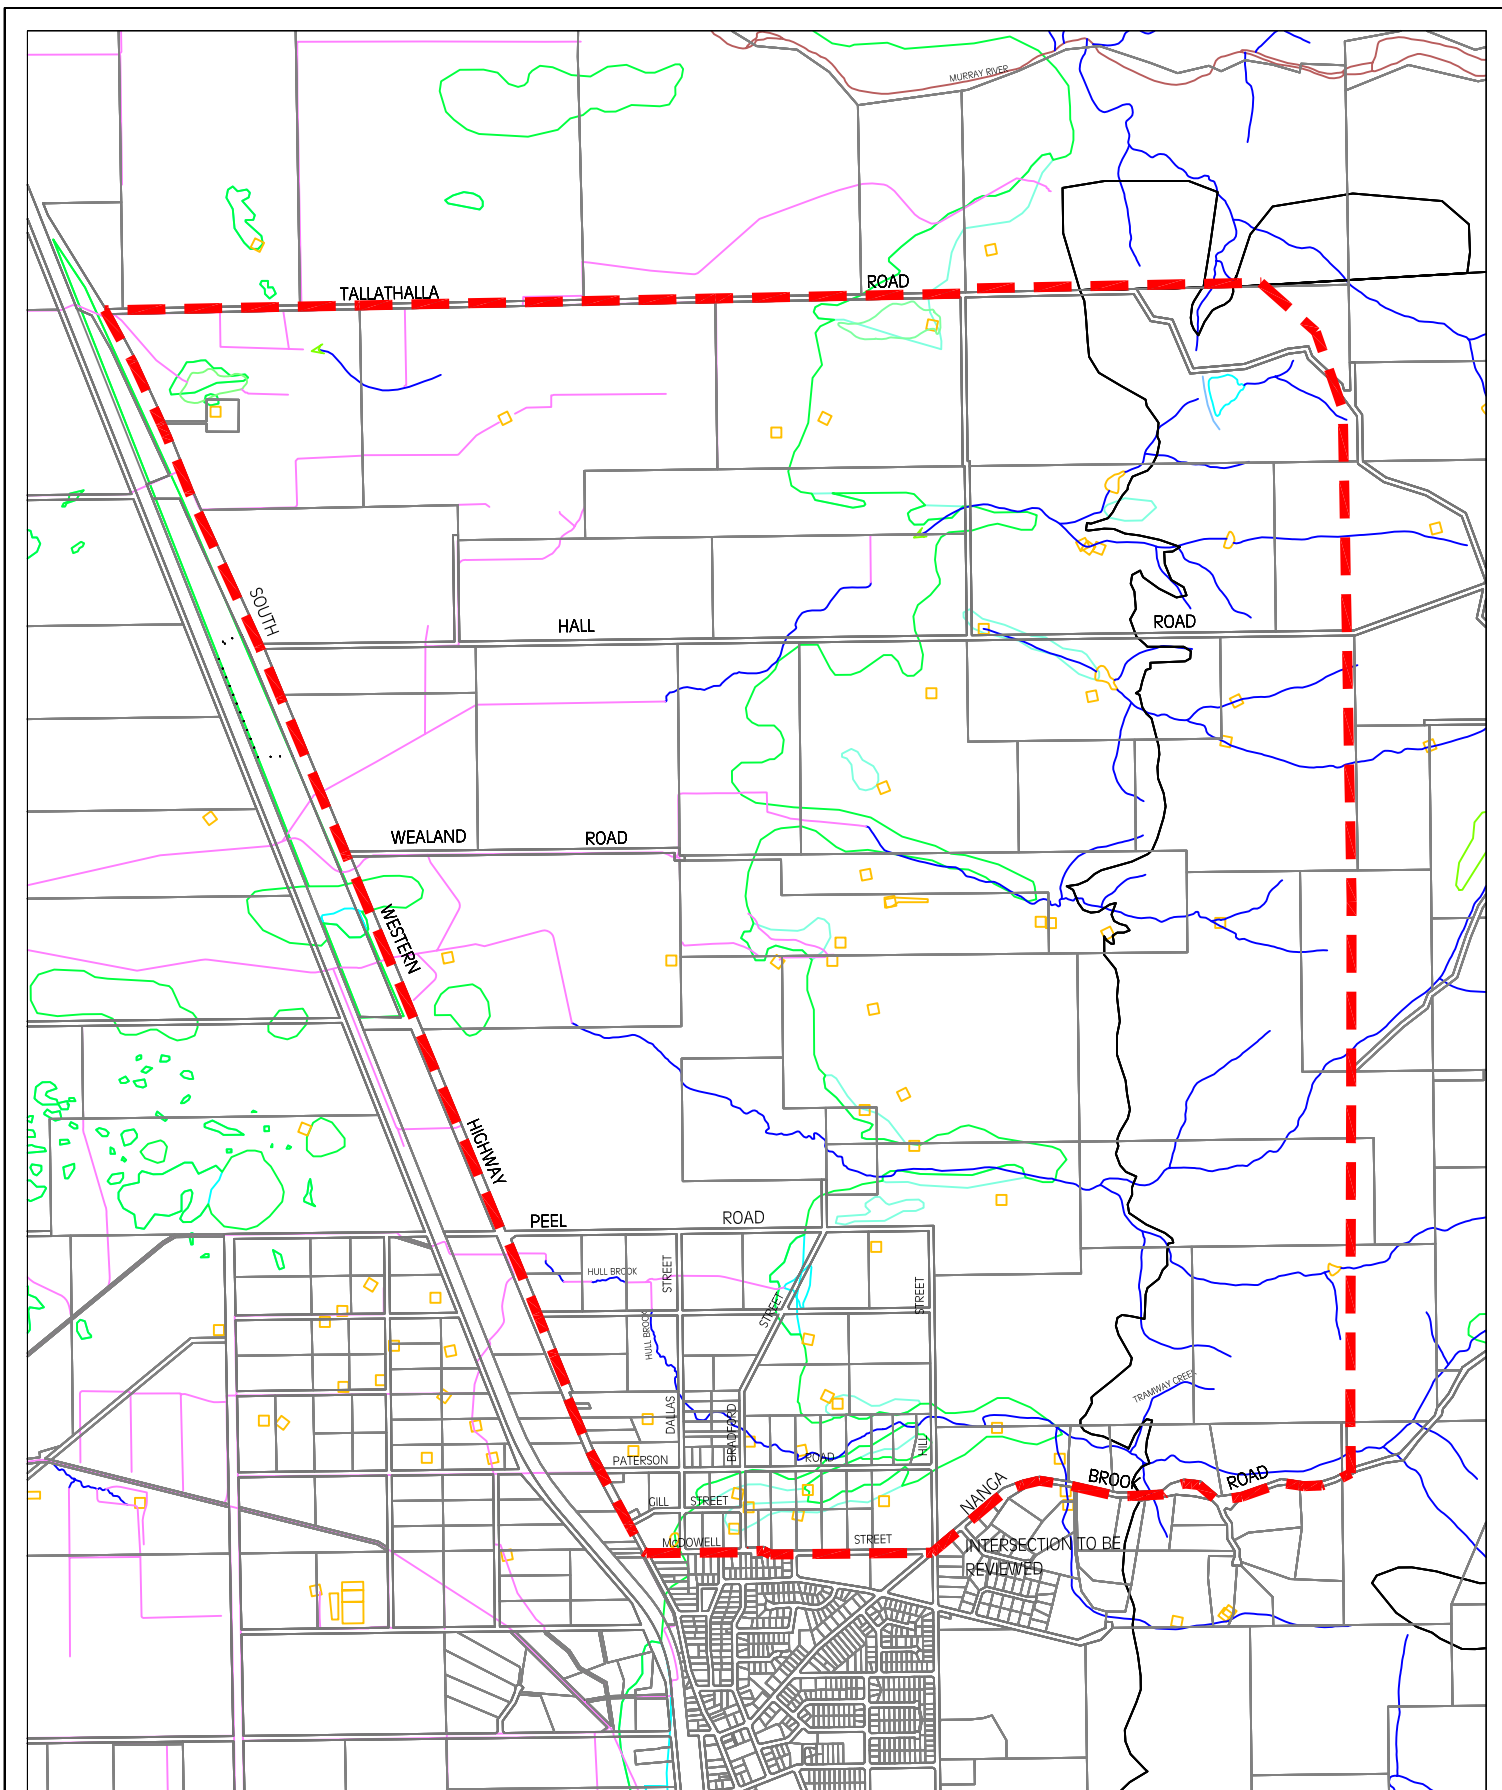 MURRAY RIVER
TALLATHALLA ROAD
SOUTH
HALL ROAD
WEALAND ROAD
WESTERN
HIGHWAY
PEEL ROAD
HULL BROOK
STREET
STREET
STREET
HULL BROOK
TRAMWAY CREEK
DALLAS
BRADFORD
HILL
PATERSON ROAD
NANGA BROOK ROAD
GILL STREET
McDOWELL STREET
INTERSECTION TO BE
REVIEWED